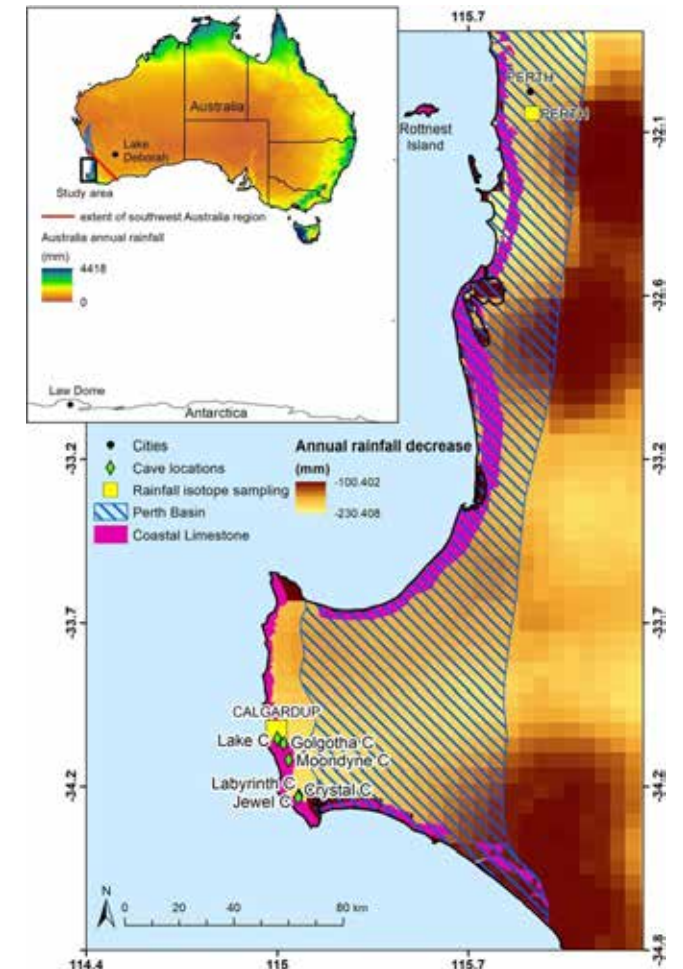 115.7
Australia
Lake
Deborah
Study area
extent of southwest Australia region
Australia annual rainfall
(mm)
4418
0
Law Dome
Antarctica
PERTH
PERTH
Rottnest
Island
-32.1
-32.6
Cities
Cave locations
Rainfall isotope sampling
Perth Basin
Coastal Limestone
Annual rainfall decrease
(mm)
-100.402
-230.408
-33.2
-33.2
-33.7
-33.7
CALGARDUP
Lake C
Golgotha C
Moondyne C
Labyrinth C
Crystal C
Jewel C
-34.2
-34.2
N
0 20 40 80 km
-34.8
114.4
115
115.7